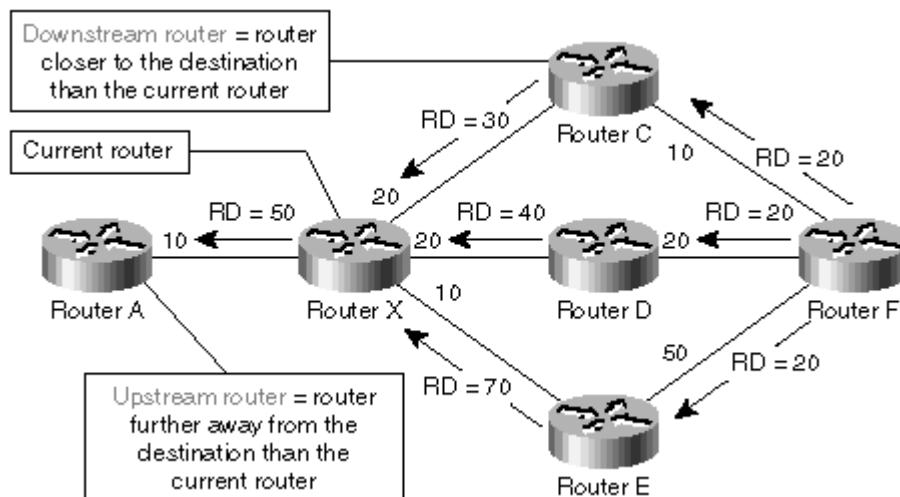 Downstream router = router
closer to the destination
than the current router
Router C
RD = 30
10
RD = 20
Current router
20
RD = 50
RD = 40
RD = 20
10
20
20
Router A
Router X
Router D
Router F
10
50
RD = 20
RD = 70
Upstream router = router
further away from the
destination than the
current router
Router E